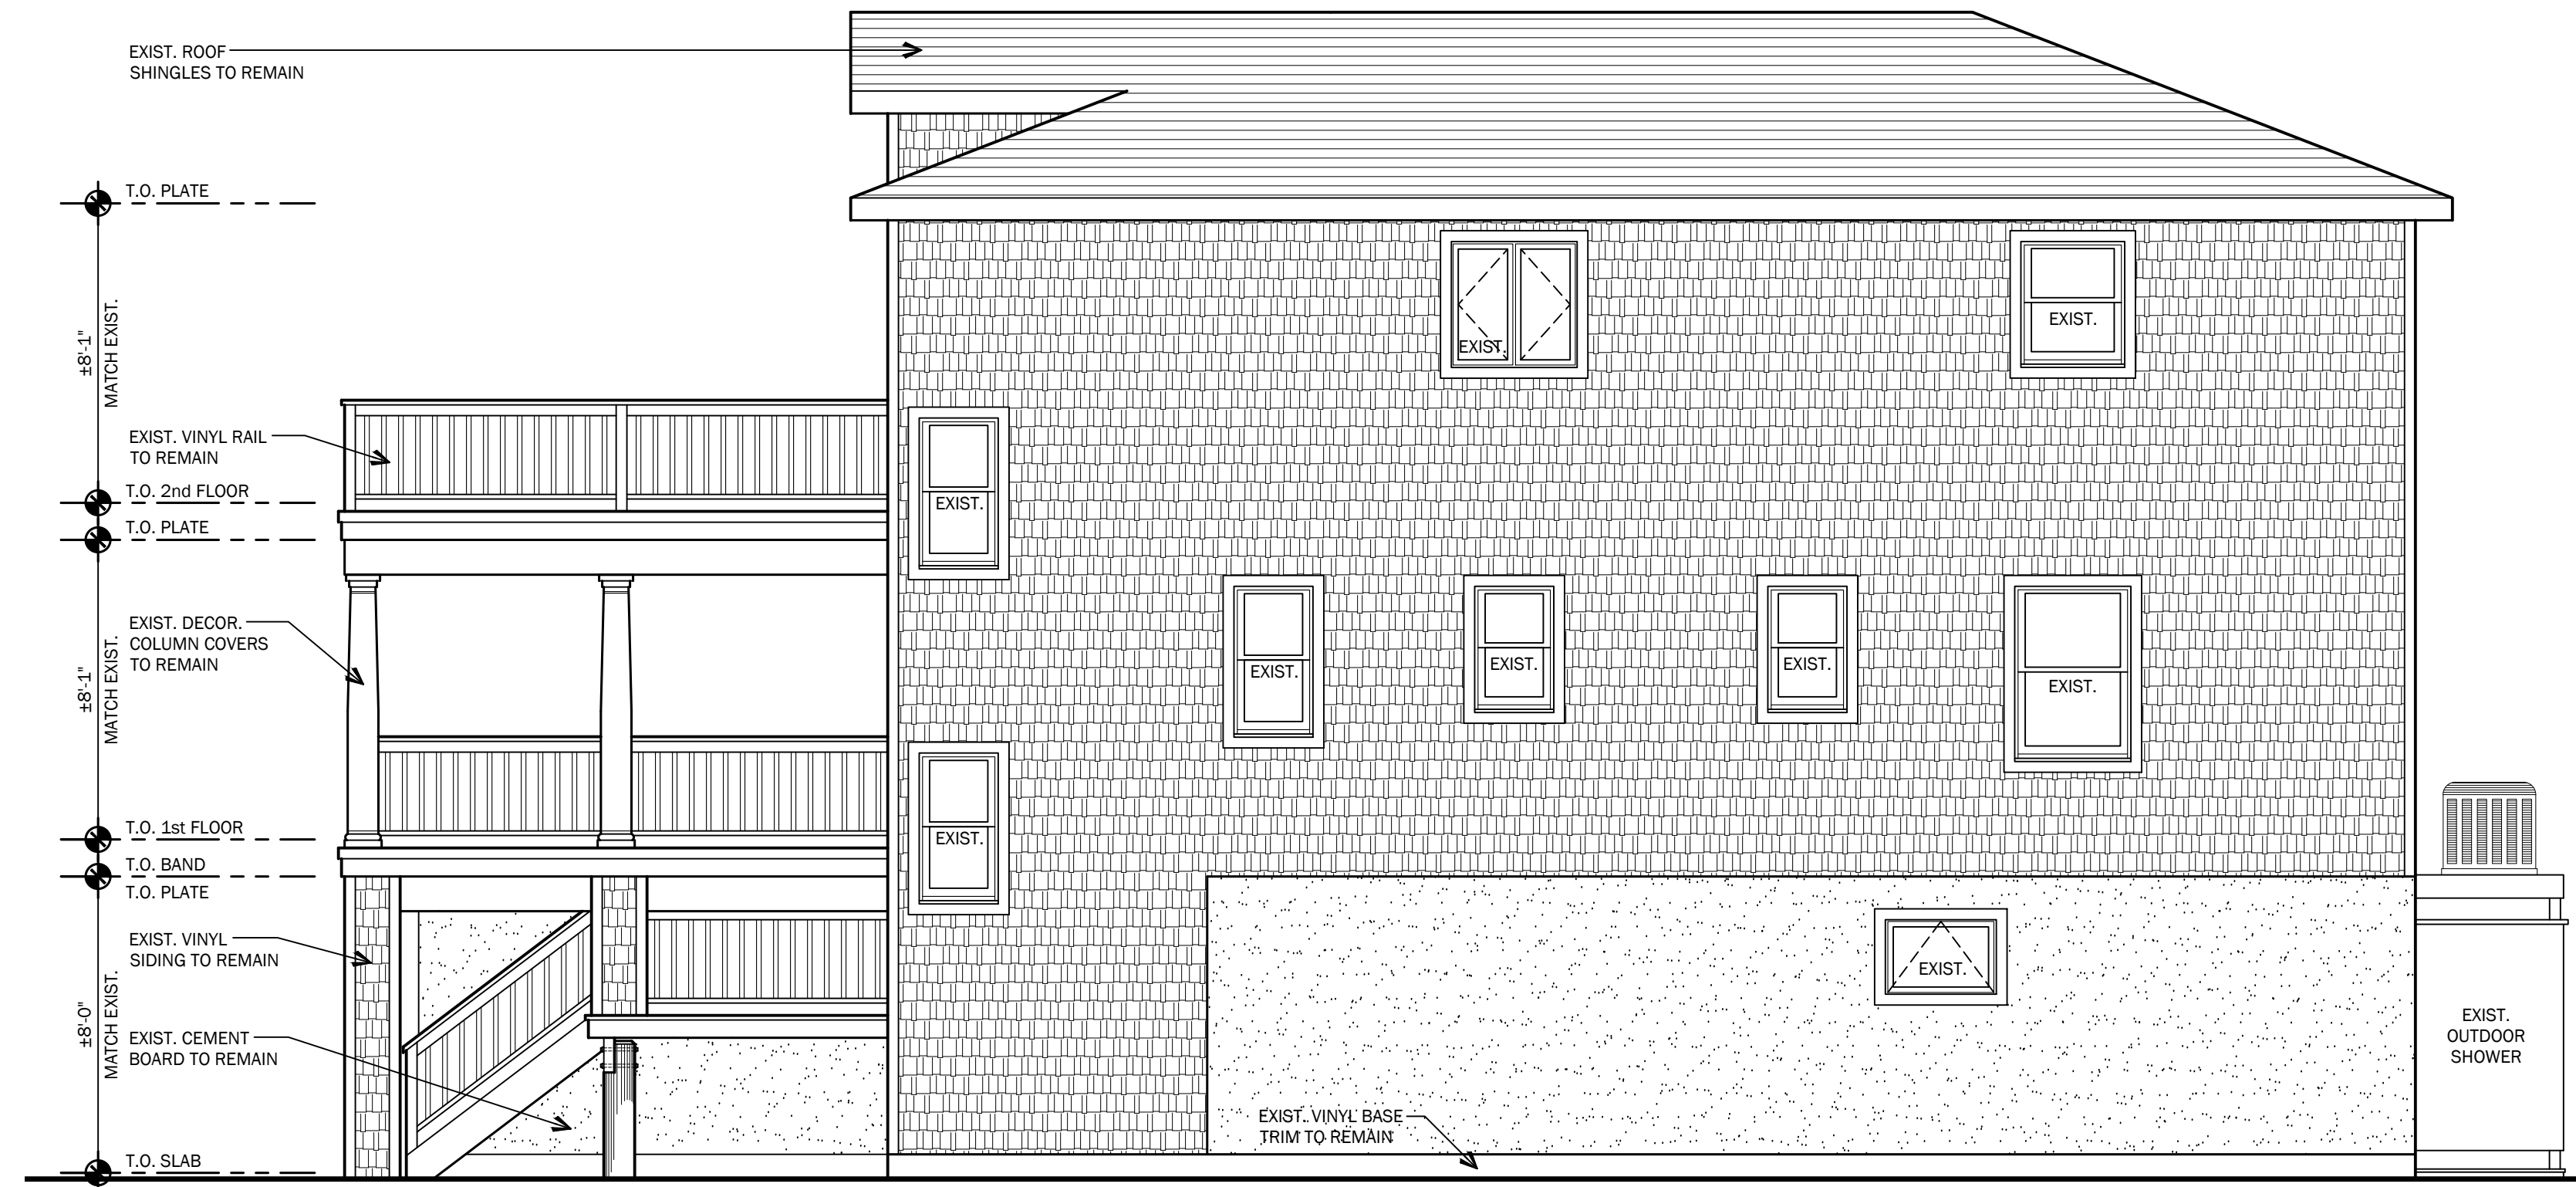 EXIST. ROOF
SHINGLES TO REMAIN
T.O. PLATE
±8'-1"
MATCH EXIST.
EXIST.
EXIST.
EXIST. VINYL RAIL
TO REMAIN
T.O. 2nd FLOOR
EXIST.
T.O. PLATE
±8'-1"
MATCH EXIST.
EXIST. DECOR.
COLUMN COVERS
TO REMAIN
EXIST.
EXIST.
EXIST.
EXIST.
T.O. 1st FLOOR
EXIST.
T.O. BAND
T.O. PLATE
±8'-0"
MATCH EXIST.
EXIST. VINYL
SIDING TO REMAIN
EXIST.
EXIST. CEMENT
BOARD TO REMAIN
EXIST.
OUTDOOR
SHOWER
EXIST. VINYL BASE
TRIM TO REMAIN
T.O. SLAB